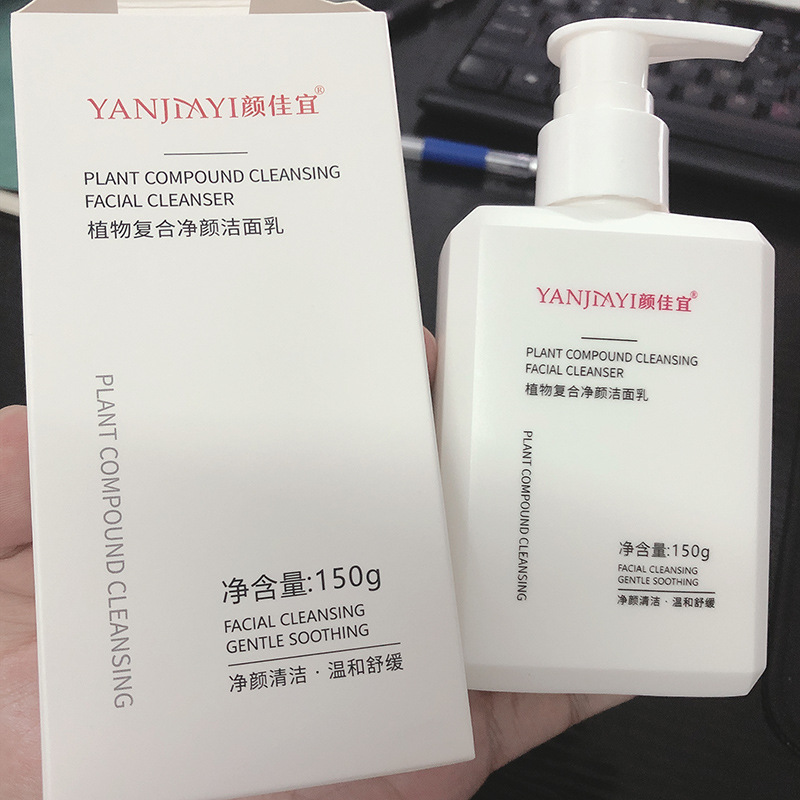 YANJIAYI颜佳宜®
PLANT COMPOUND CLEANSING
FACIAL CLEANSER
植物复合净颜洁面乳
PLANT COMPOUND CLEANSING
净含量:150g
FACIAL CLEANSING
GENTLE SOOTHING
净颜清洁·温和舒缓
YANJIAYI颜佳宜®
PLANT COMPOUND CLEANSING
FACIAL CLEANSER
植物复合净颜洁面乳
PLANT COMPOUND CLEANSING
净含量:150g
FACIAL CLEANSING
GENTLE SOOTHING
净颜清洁·温和舒缓